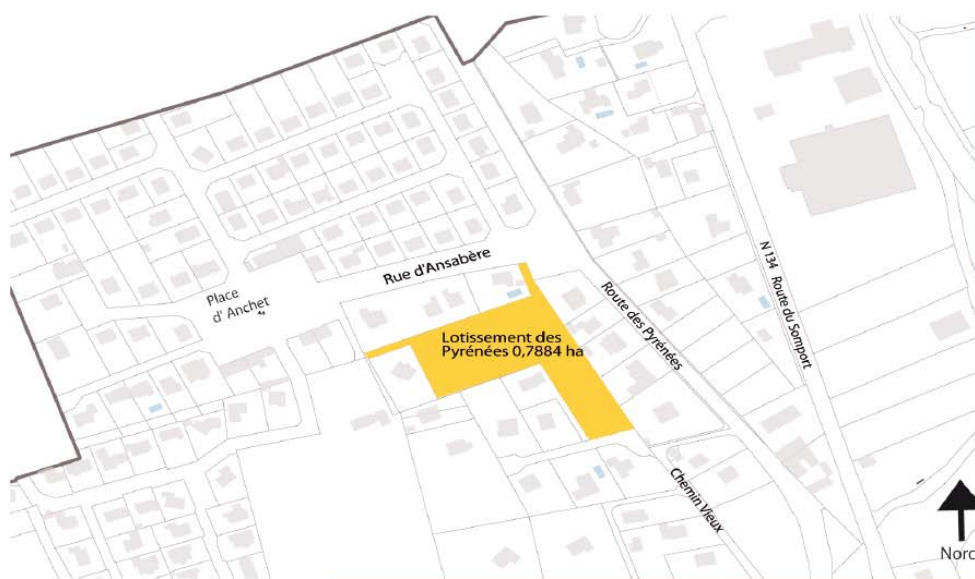 Rue d'Ansabère
Place
d' Anchet
Lotissement des
Pyrénées 0,7884 ha
Route des Pyrénées
N 134 Route du Somport
Chemin Vieux
Nord